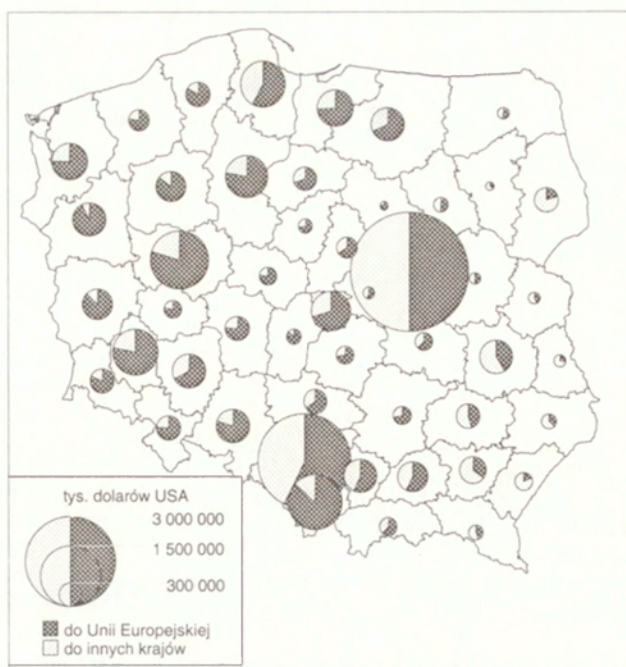 tys. dolarów USA
3 000 000
1 500 000
300 000
do Unii Europejskiej
do innych krajów